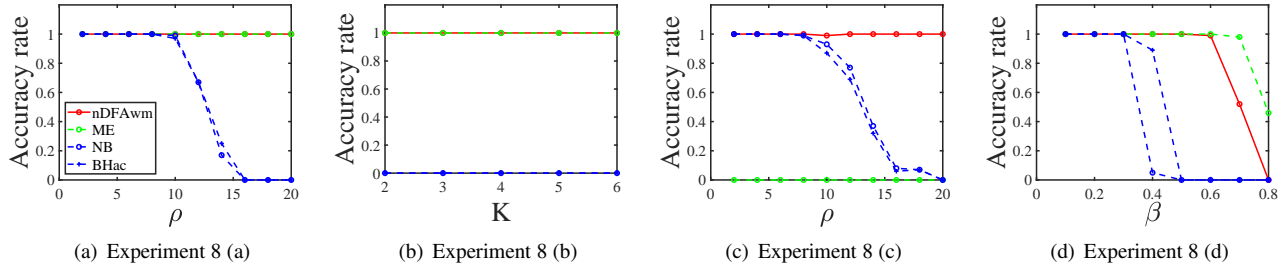 Accuracy rate
1
0.8
0.6
0.4
0.2
0
nDFAwm
ME
NB
BHac
0 5 10 15 20
ρ
(a) Experiment 8 (a)
Accuracy rate
1
0.8
0.6
0.4
0.2
0
2 3 4 5 6
K
(b) Experiment 8 (b)
Accuracy rate
1
0.8
0.6
0.4
0.2
0
0 5 10 15 20
ρ
(c) Experiment 8 (c)
Accuracy rate
1
0.8
0.6
0.4
0.2
0
0 0.2 0.4 0.6 0.8
β
(d) Experiment 8 (d)